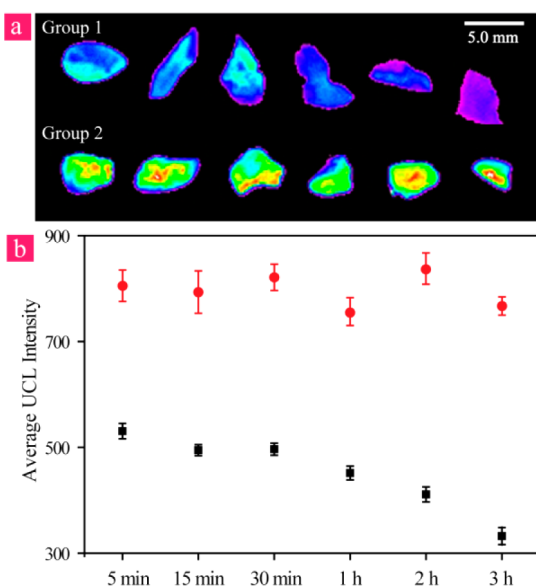 a
Group 1
5.0 mm
Group 2
b
900
700
500
300
Average UCL Intensity
5 min 15 min 30 min 1 h 2 h 3 h